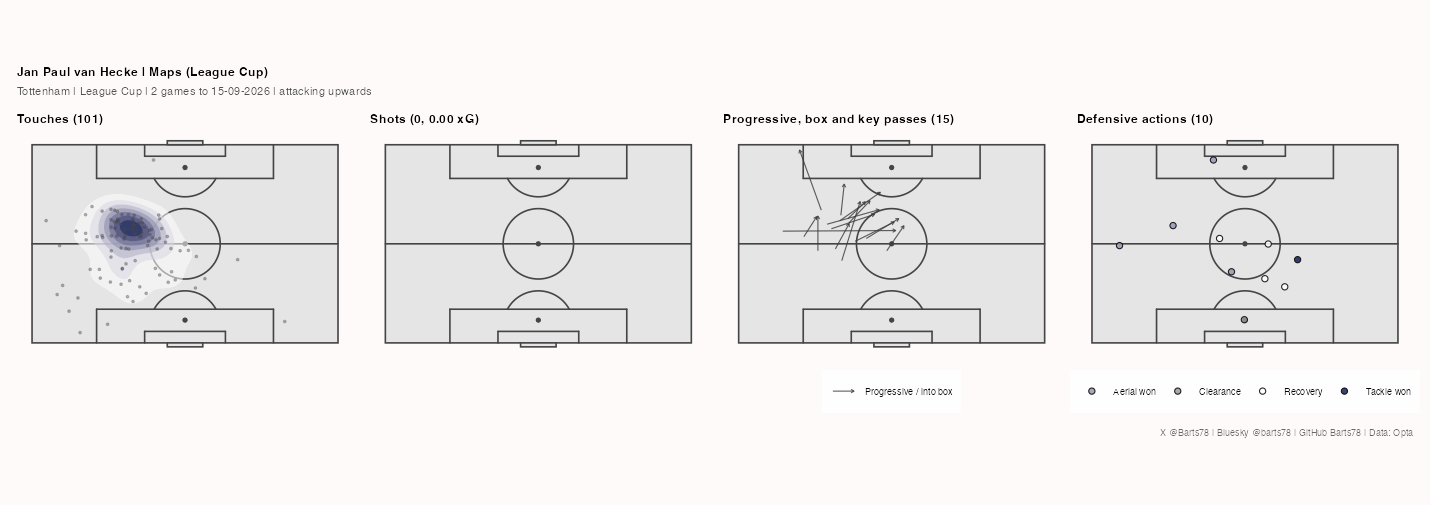 Jan Paul van Hecke | Maps (League Cup)
Tottenham | League Cup | 2 games to 15-09-2026 | attacking upwards
Touches (101)
Shots (0, 0.00 xG)
Progressive, box and key passes (15)
Defensive actions (10)
Progressive / into box
Aerial won
Clearance
Recovery
Tackle won
X @Barts78 | Bluesky @barts78 | GitHub Barts78 | Data: Opta